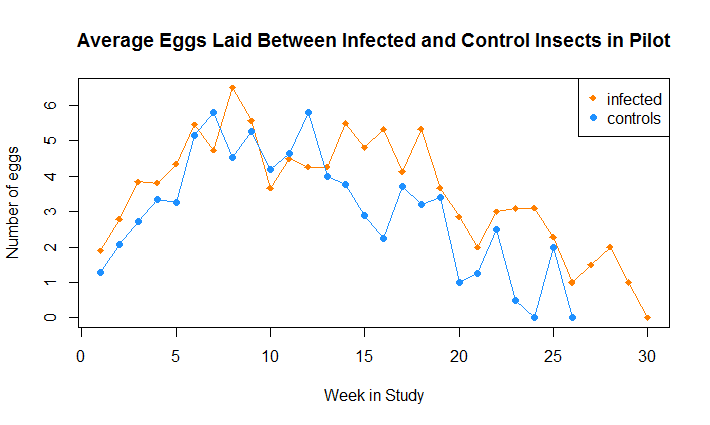 Average Eggs Laid Between Infected and Control Insects in Pilot
infected
controls
Number of eggs
6
5
4
3
2
1
0
0 5 10 15 20 25 30
Week in Study